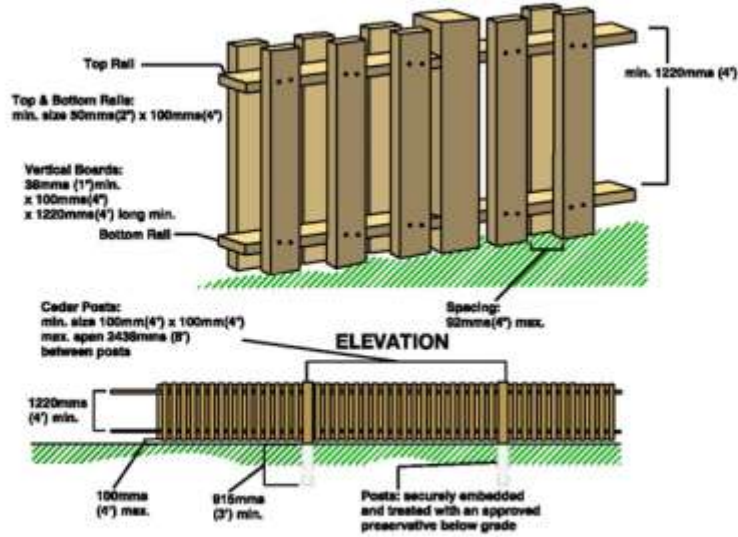 Top Rail
min. 1220mms (4')
Top & Bottom Rails:
min. size 50mms(2") x 100mms(4")
Vertical Boards:
38mms (1")min.
x 100mms(4")
x 1220mms(4') long min.
Bottom Rail
Cedar Posts:
min. size 100mm(4") x 100mm(4")
max. span 2438mms (8')
between posts
Spacing:
92mms(4") max.
ELEVATION
1220mms
(4') min.
100mms
(4") max.
915mms
(3') min.
Posts: securely embedded
and treated with an approved
preservative below grade